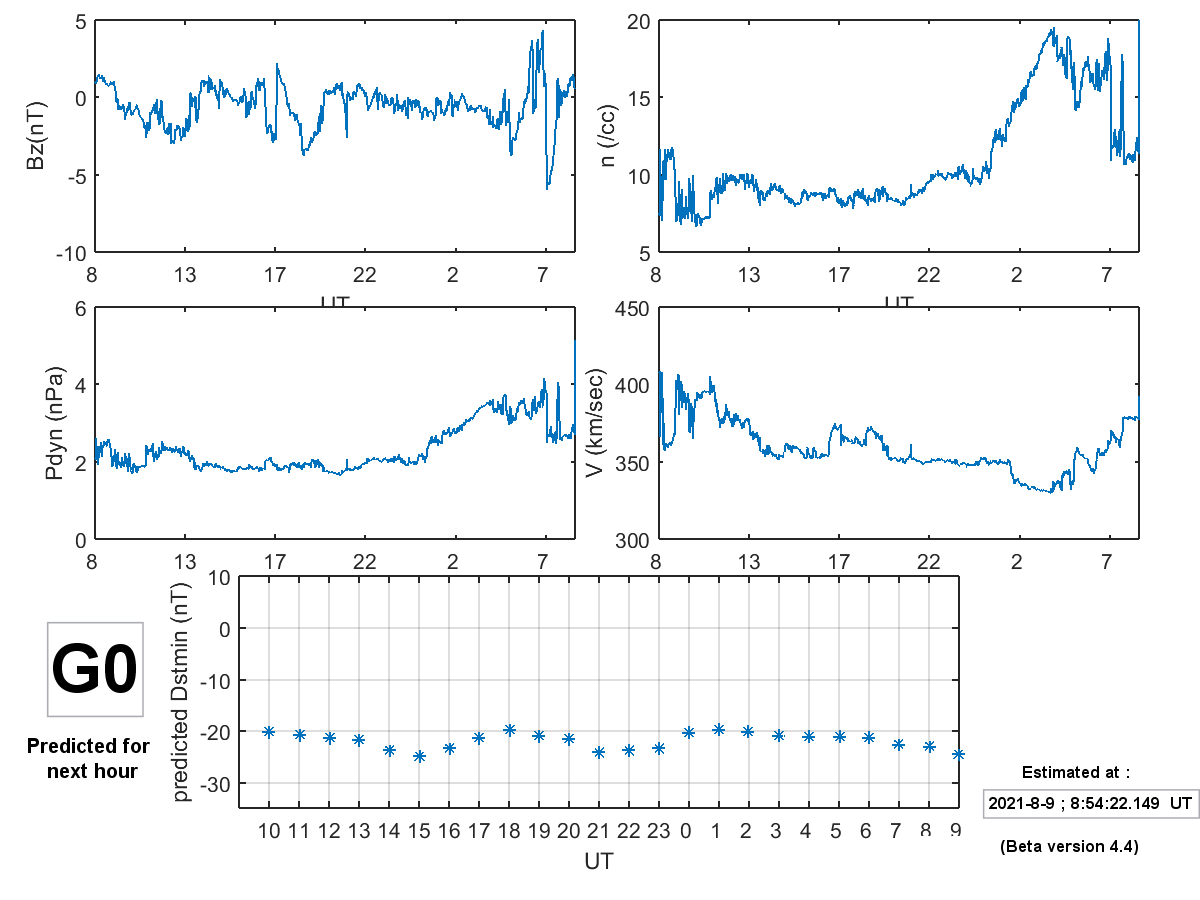 5
0
-5
-10
Bz(nT)
8 13 17 22 2 7
UT
20
15
10
5
n (/cc)
8 13 17 22 2 7
UT
6
4
2
0
Pdyn (nPa)
8 13 17 22 2 7
450
400
350
300
V (km/sec)
8 13 17 22 2 7
10
0
-10
-20
-30
predicted Dstmin (nT)
10 11 12 13 14 15 16 17 18 19 20 21 22 23 0 1 2 3 4 5 6 7 8 9
UT
G0
Predicted for
next hour
Estimated at :
2021-8-9 ; 8:54:22.149 UT
(Beta version 4.4)